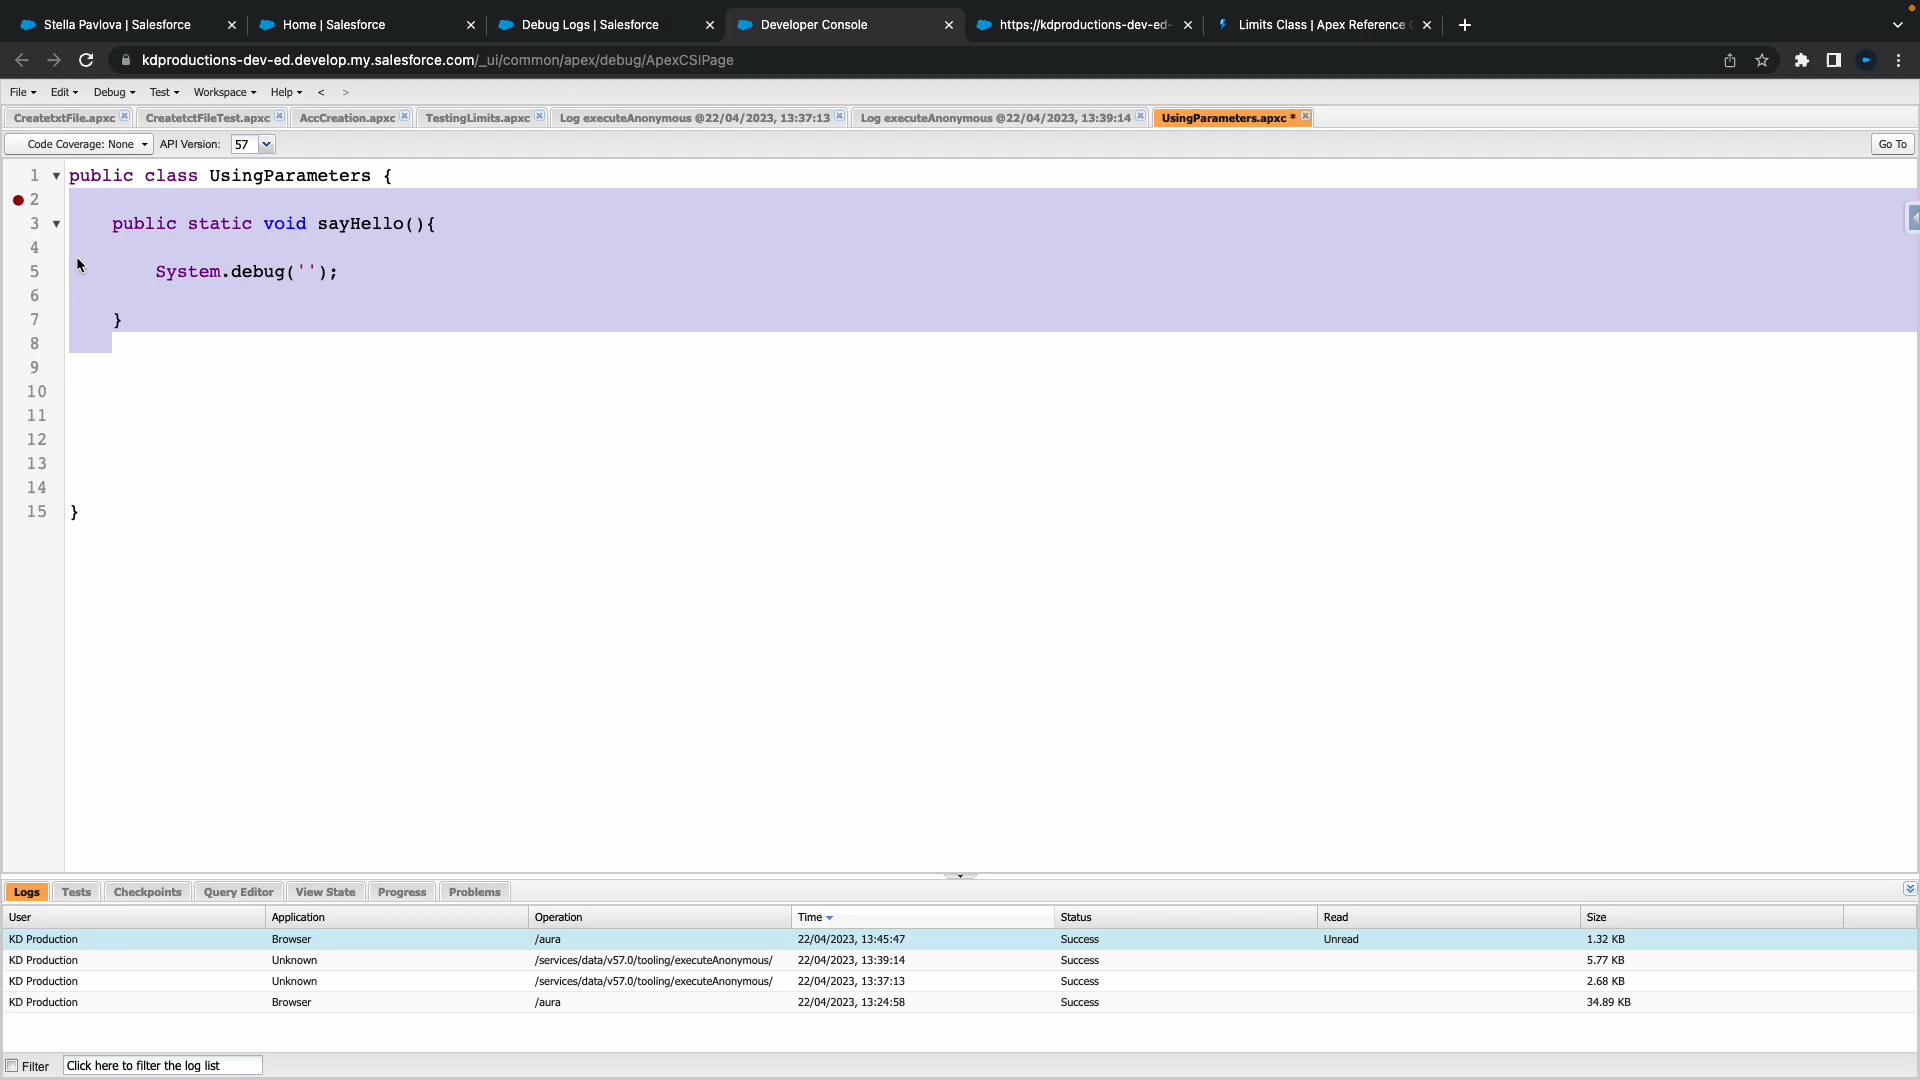 Stella Pavlova | Salesforce
Home | Salesforce
Debug Logs | Salesforce
Developer Console
https://kdproductions-dev-ed-
Limits Class | Apex Reference
kdproductions-dev-ed.develop.my.salesforce.com/_ui/common/apex/debug/ApexCSIPage
File Edit Debug Test Workspace Help < >
CreatetxtFile.apxc
CreatetctFileTest.apxc
AccCreation.apxc
TestingLimits.apxc
Log executeAnonymous @22/04/2023, 13:37:13
Log executeAnonymous @22/04/2023, 13:39:14
UsingParameters.apxc *
Code Coverage: None API Version: 57 Go To
1 public class UsingParameters {
2
3 public static void sayHello(){
4
5 System.debug('');
6
7 }
8
9
10
11
12
13
14
15 }
Logs Tests Checkpoints Query Editor View State Progress Problems
User Application Operation Time Status Read Size
KD Production Browser /aura 22/04/2023, 13:45:47 Success Unread 1.32 KB
KD Production Unknown /services/data/v57.0/tooling/executeAnonymous/ 22/04/2023, 13:39:14 Success 5.77 KB
KD Production Unknown /services/data/v57.0/tooling/executeAnonymous/ 22/04/2023, 13:37:13 Success 2.68 KB
KD Production Browser /aura 22/04/2023, 13:24:58 Success 34.89 KB
Filter Click here to filter the log list